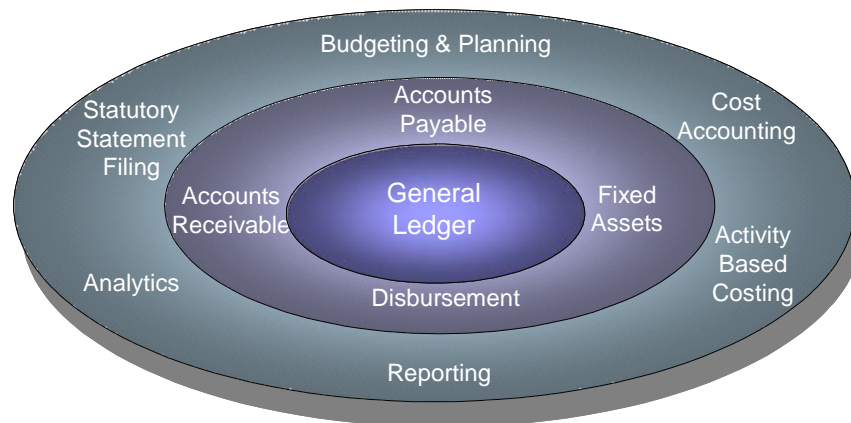 Budgeting & Planning
Statutory
Statement
Filing
Accounts
Payable
Cost
Accounting
Accounts
Receivable
General
Ledger
Fixed
Assets
Activity
Based
Costing
Analytics
Disbursement
Reporting